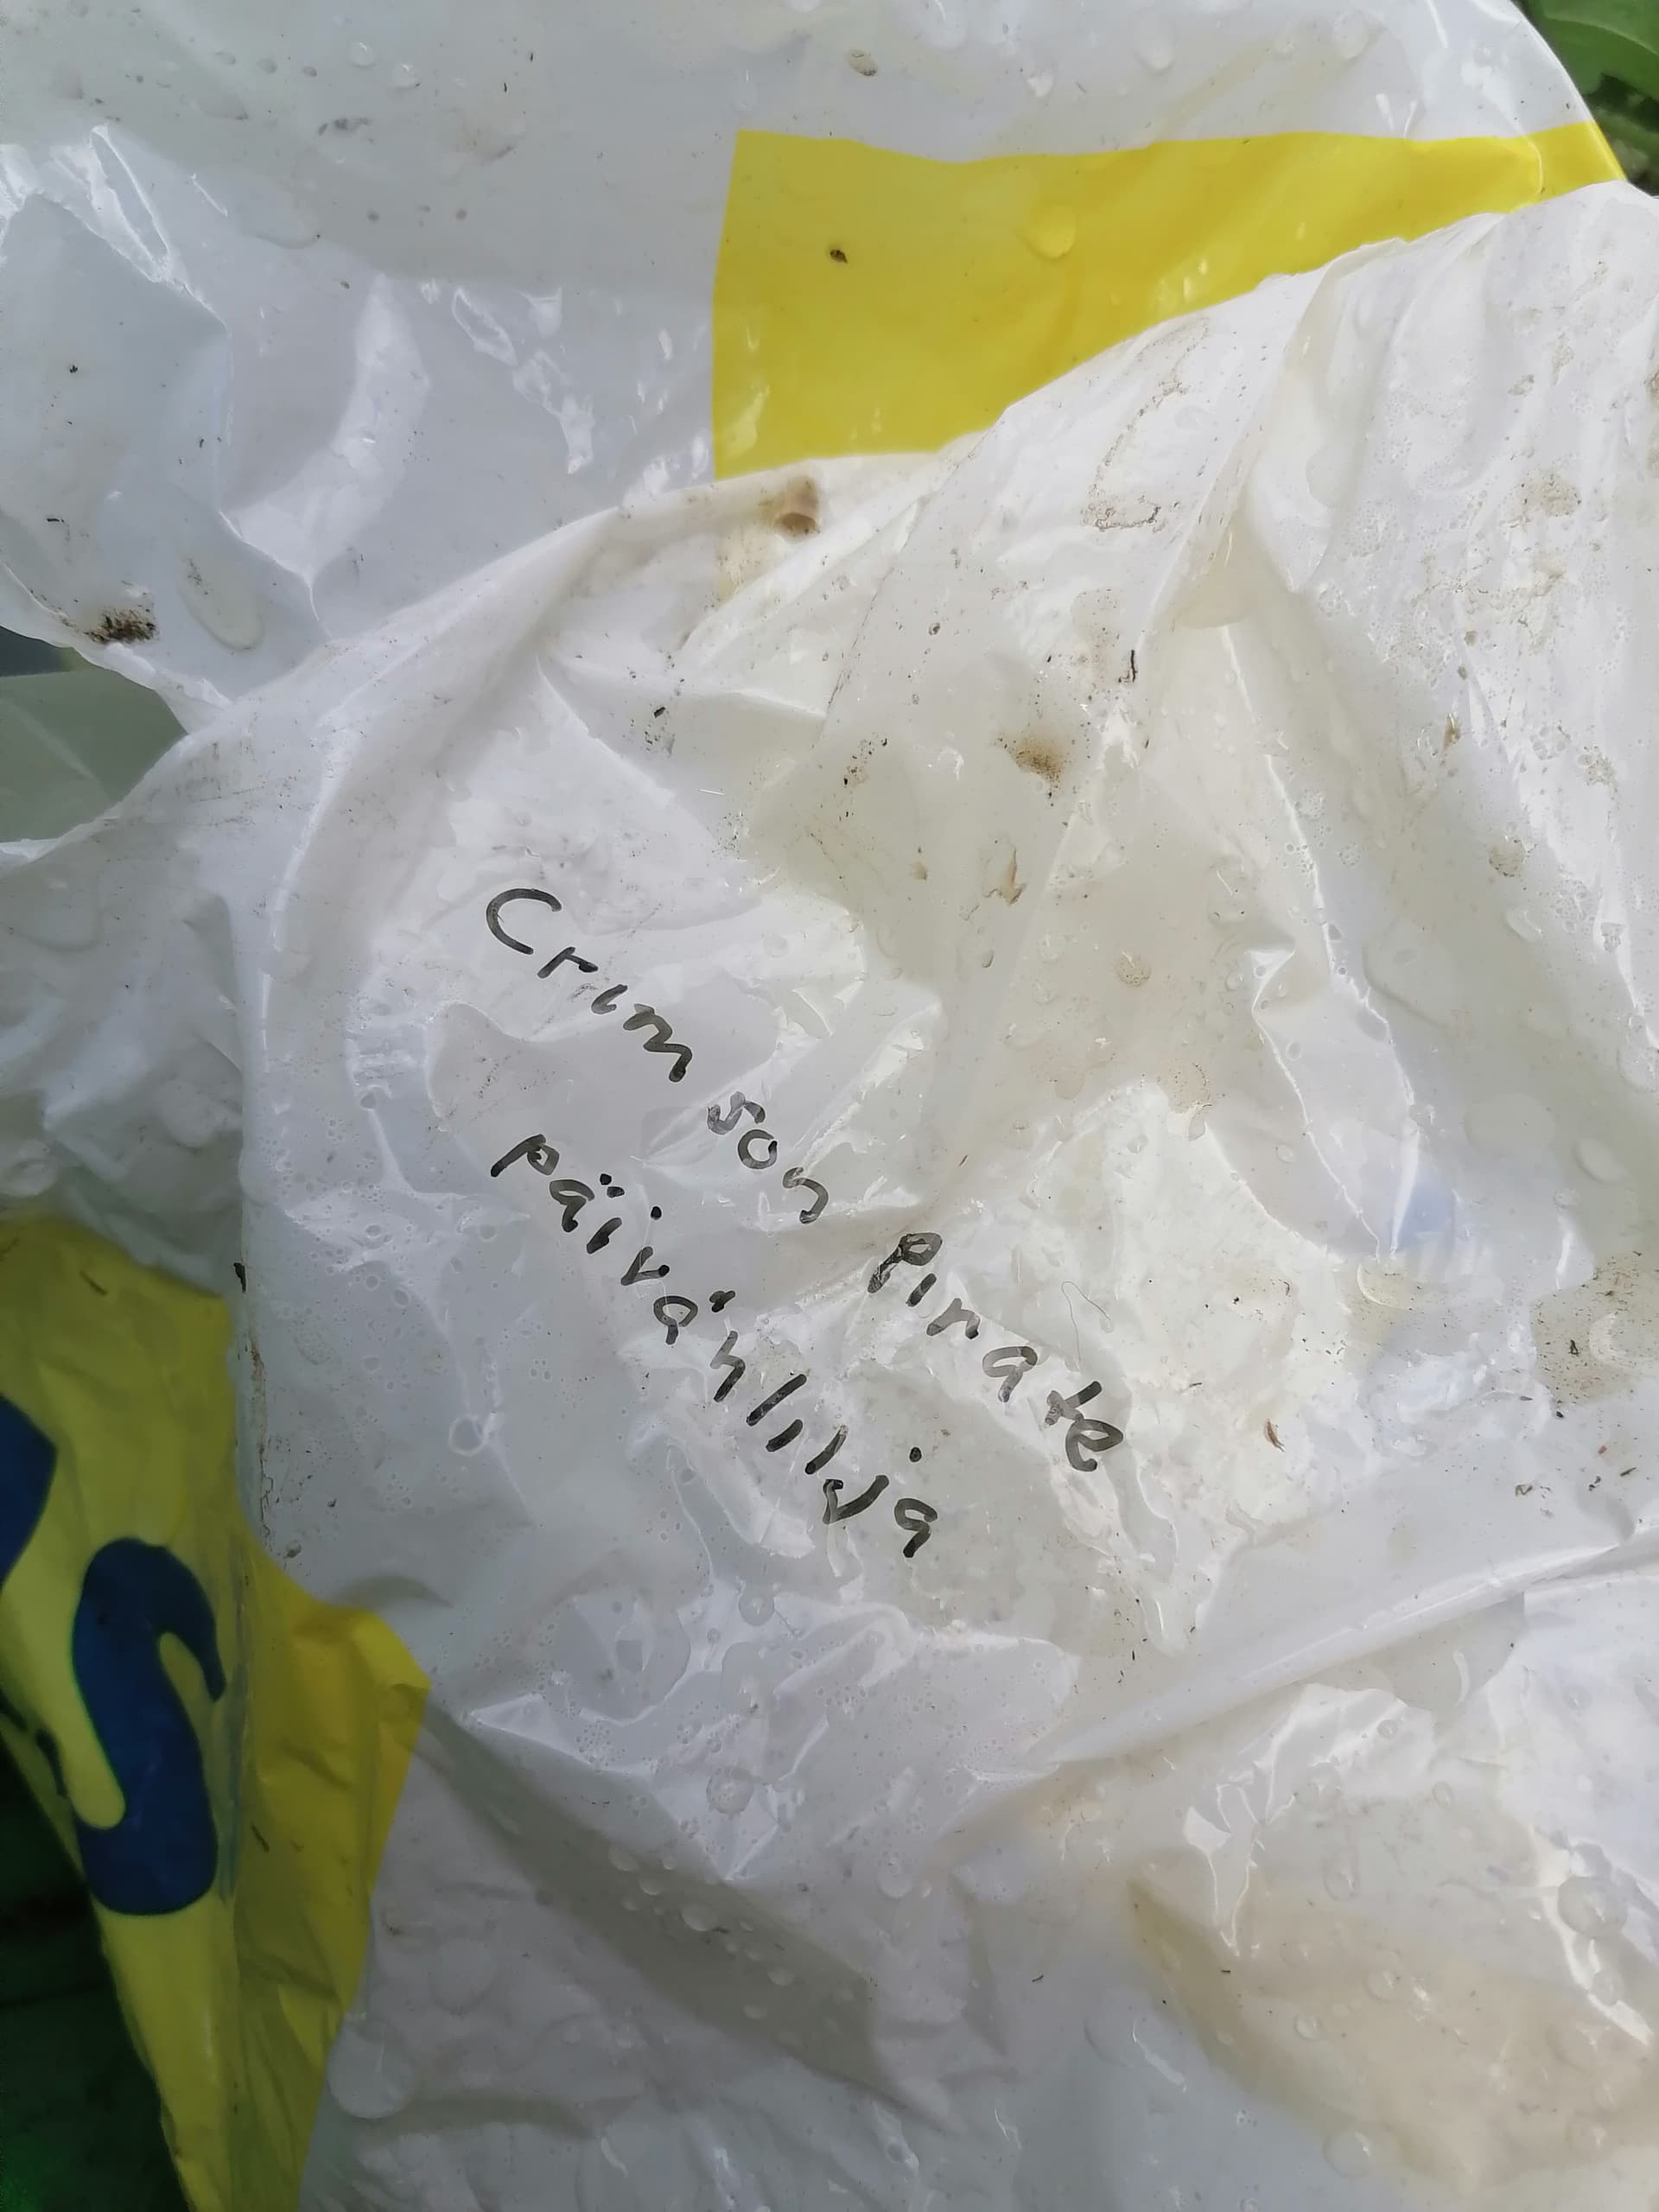 Crimson Pirate
päivänlilja